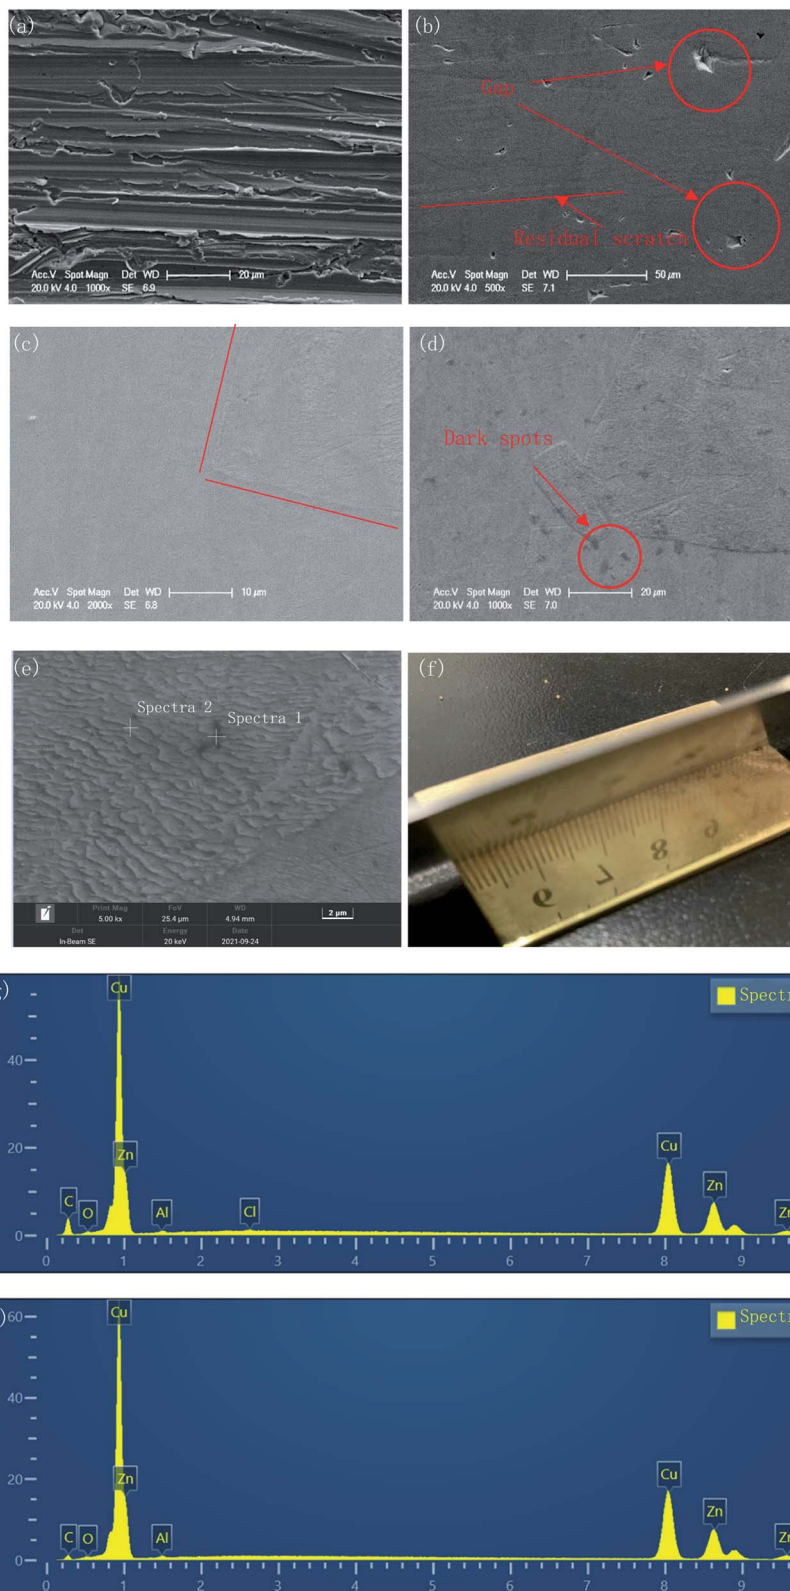 (a)
Acc.V Spot Magn Det WD 20 μm
20.0 kV 4.0 1000x SE 6.9
(b)
Gap
Residual scratch
Acc.V Spot Magn Det WD 50 μm
20.0 kV 4.0 500x SE 7.1
(c)
Acc.V Spot Magn Det WD 10 μm
20.0 kV 4.0 2000x SE 6.8
(d)
Dark spots
Acc.V Spot Magn Det WD 20 μm
20.0 kV 4.0 1000x SE 7.0
(e)
Spectra 2
Spectra 1
Print Mag FoV WD
5.00 kx 25.4 μm 4.94 mm 2 μm
Det Energy Date
In-Beam SE 20 keV 2021-09-24
(f)
Cu
Spectr
40
Zn
20
Cu
Zn
C
O
Al
Cl
Zn
0
0 1 2 3 4 5 6 7 8 9
60
Cu
Spectr
40
Zn
20
Cu
Zn
C
O
Al
Zn
0
0 1 2 3 4 5 6 7 8 9